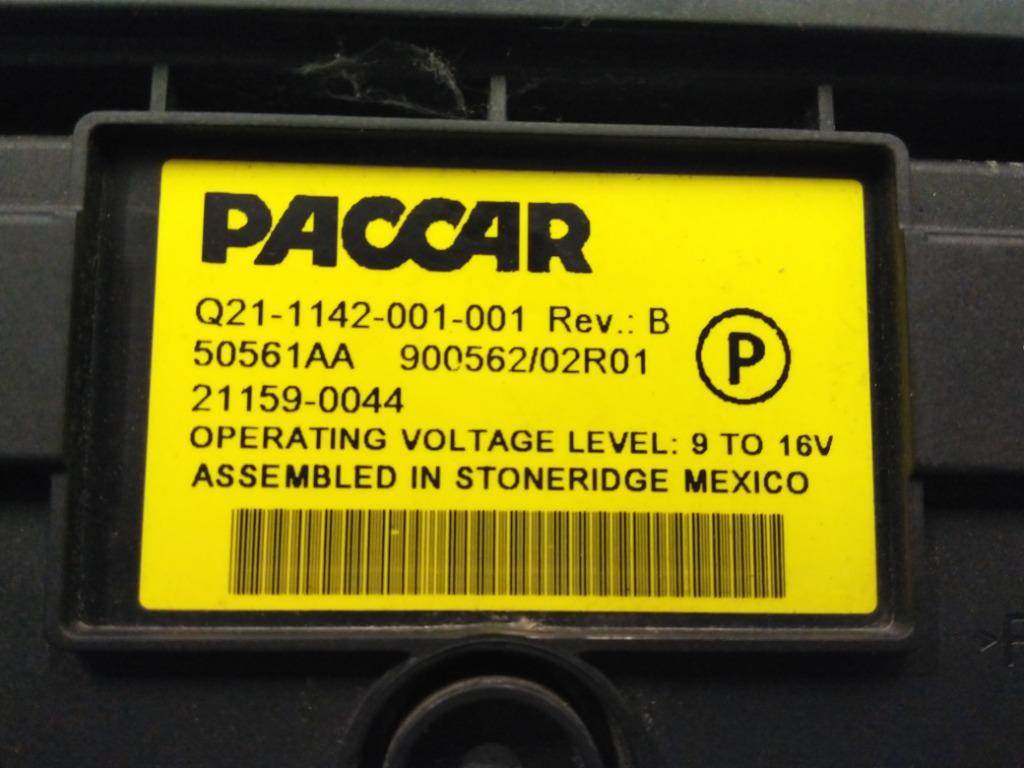 PACCAR
Q21-1142-001-001 Rev.: B
50561AA 900562/02R01
P
21159-0044
OPERATING VOLTAGE LEVEL: 9 TO 16V
ASSEMBLED IN STONERIDGE MEXICO